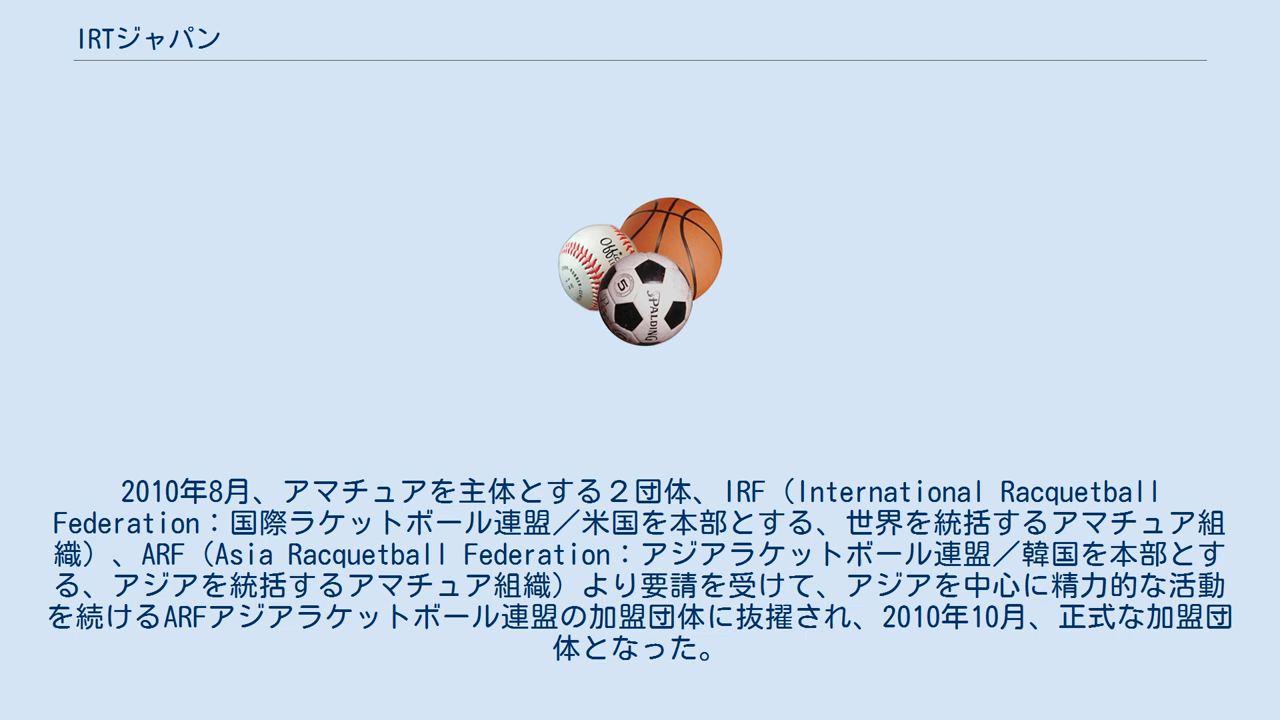 IRTジャパン
Offici
5
SPALDING
2010年8月、アマチュアを主体とする２団体、IRF（International Racquetball
Federation：国際ラケットボール連盟／米国を本部とする、世界を統括するアマチュア組
織）、ARF（Asia Racquetball Federation：アジアラケットボール連盟／韓国を本部とす
る、アジアを統括するアマチュア組織）より要請を受けて、アジアを中心に精力的な活動
を続けるARFアジアラケットボール連盟の加盟団体に抜擢され、2010年10月、正式な加盟団
体となった。